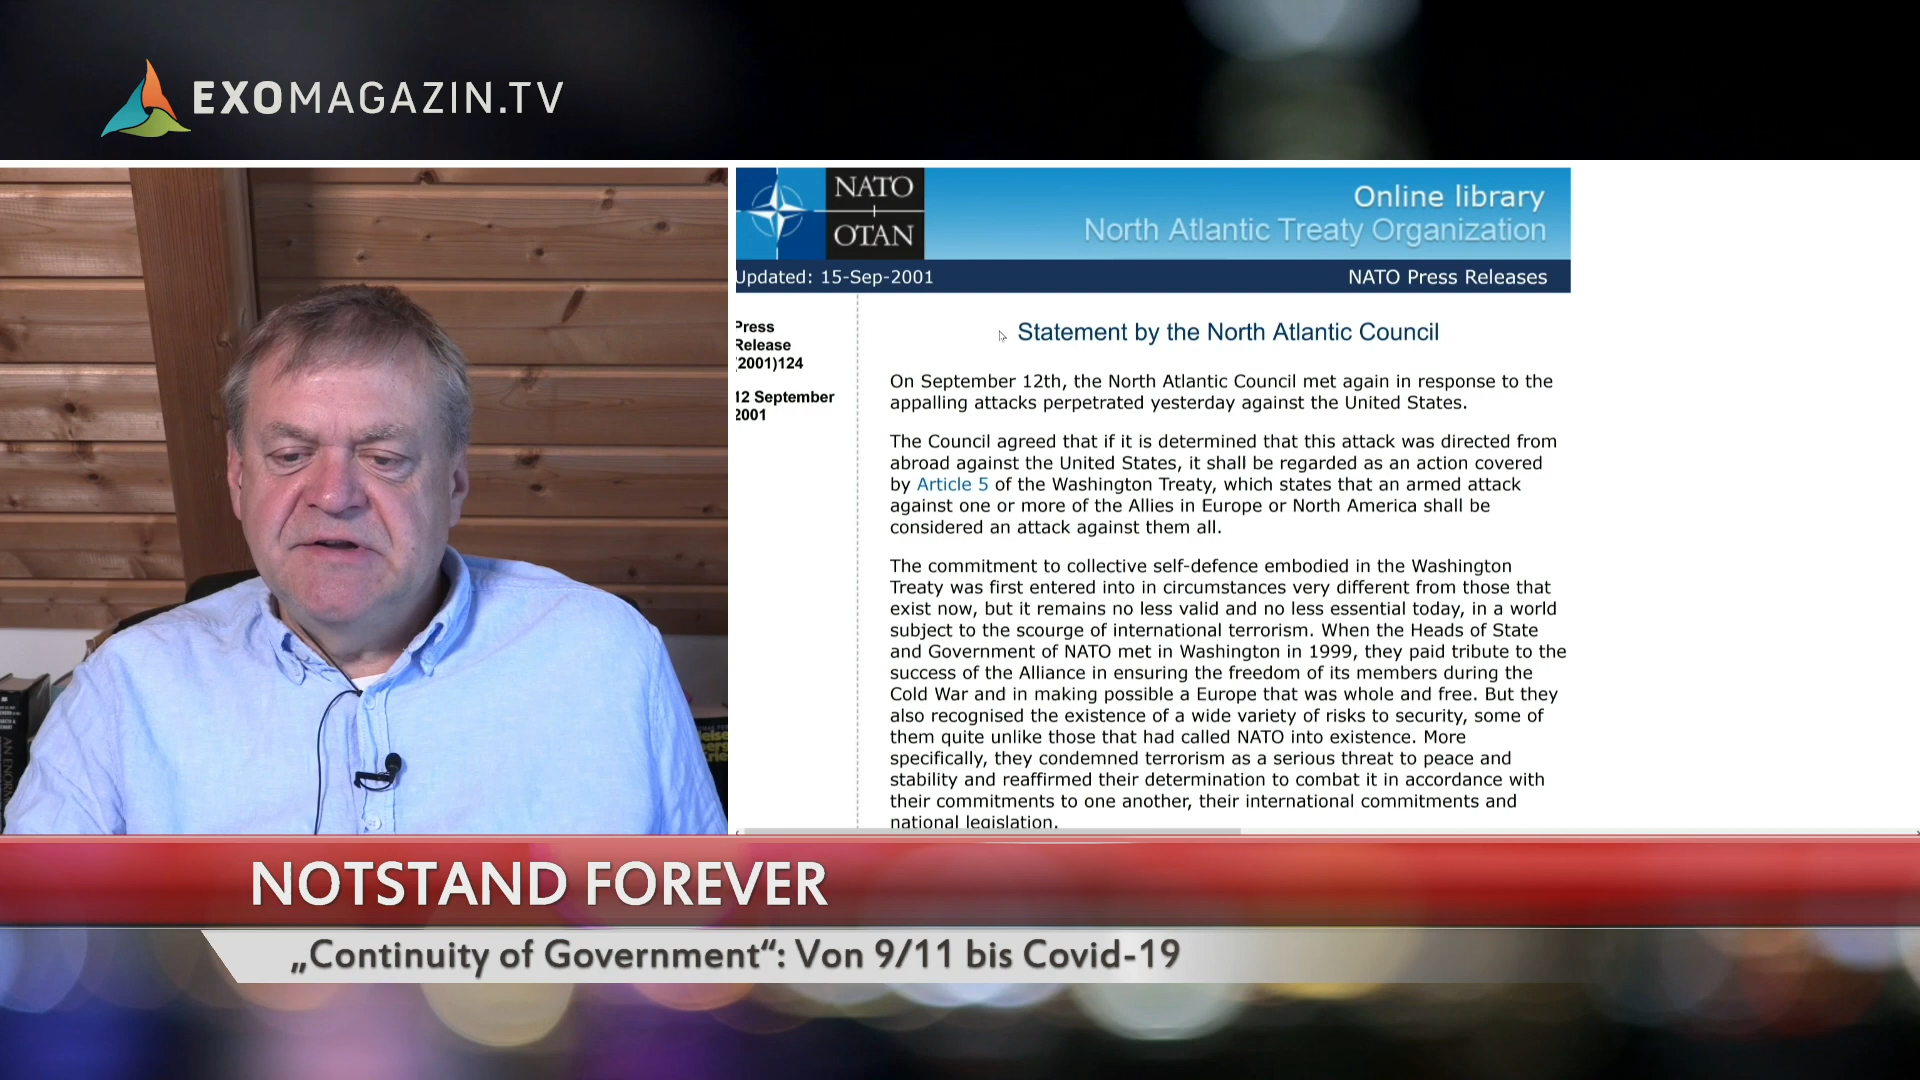 EXOMAGAZIN.TV
NATO
OTAN
Online library
North Atlantic Treaty Organization
Updated: 15-Sep-2001
NATO Press Releases
Press
Release
(2001)124
12 September
2001
Statement by the North Atlantic Council
On September 12th, the North Atlantic Council met again in response to the
appalling attacks perpetrated yesterday against the United States.
The Council agreed that if it is determined that this attack was directed from
abroad against the United States, it shall be regarded as an action covered
by Article 5 of the Washington Treaty, which states that an armed attack
against one or more of the Allies in Europe or North America shall be
considered an attack against them all.
The commitment to collective self-defence embodied in the Washington
Treaty was first entered into in circumstances very different from those that
exist now, but it remains no less valid and no less essential today, in a world
subject to the scourge of international terrorism. When the Heads of State
and Government of NATO met in Washington in 1999, they paid tribute to the
success of the Alliance in ensuring the freedom of its members during the
Cold War and in making possible a Europe that was whole and free. But they
also recognised the existence of a wide variety of risks to security, some of
them quite unlike those that had called NATO into existence. More
specifically, they condemned terrorism as a serious threat to peace and
stability and reaffirmed their determination to combat it in accordance with
their commitments to one another, their international commitments and
national legislation.
AN ENORM
NOTSTAND FOREVER
„Continuity of Government“: Von 9/11 bis Covid-19